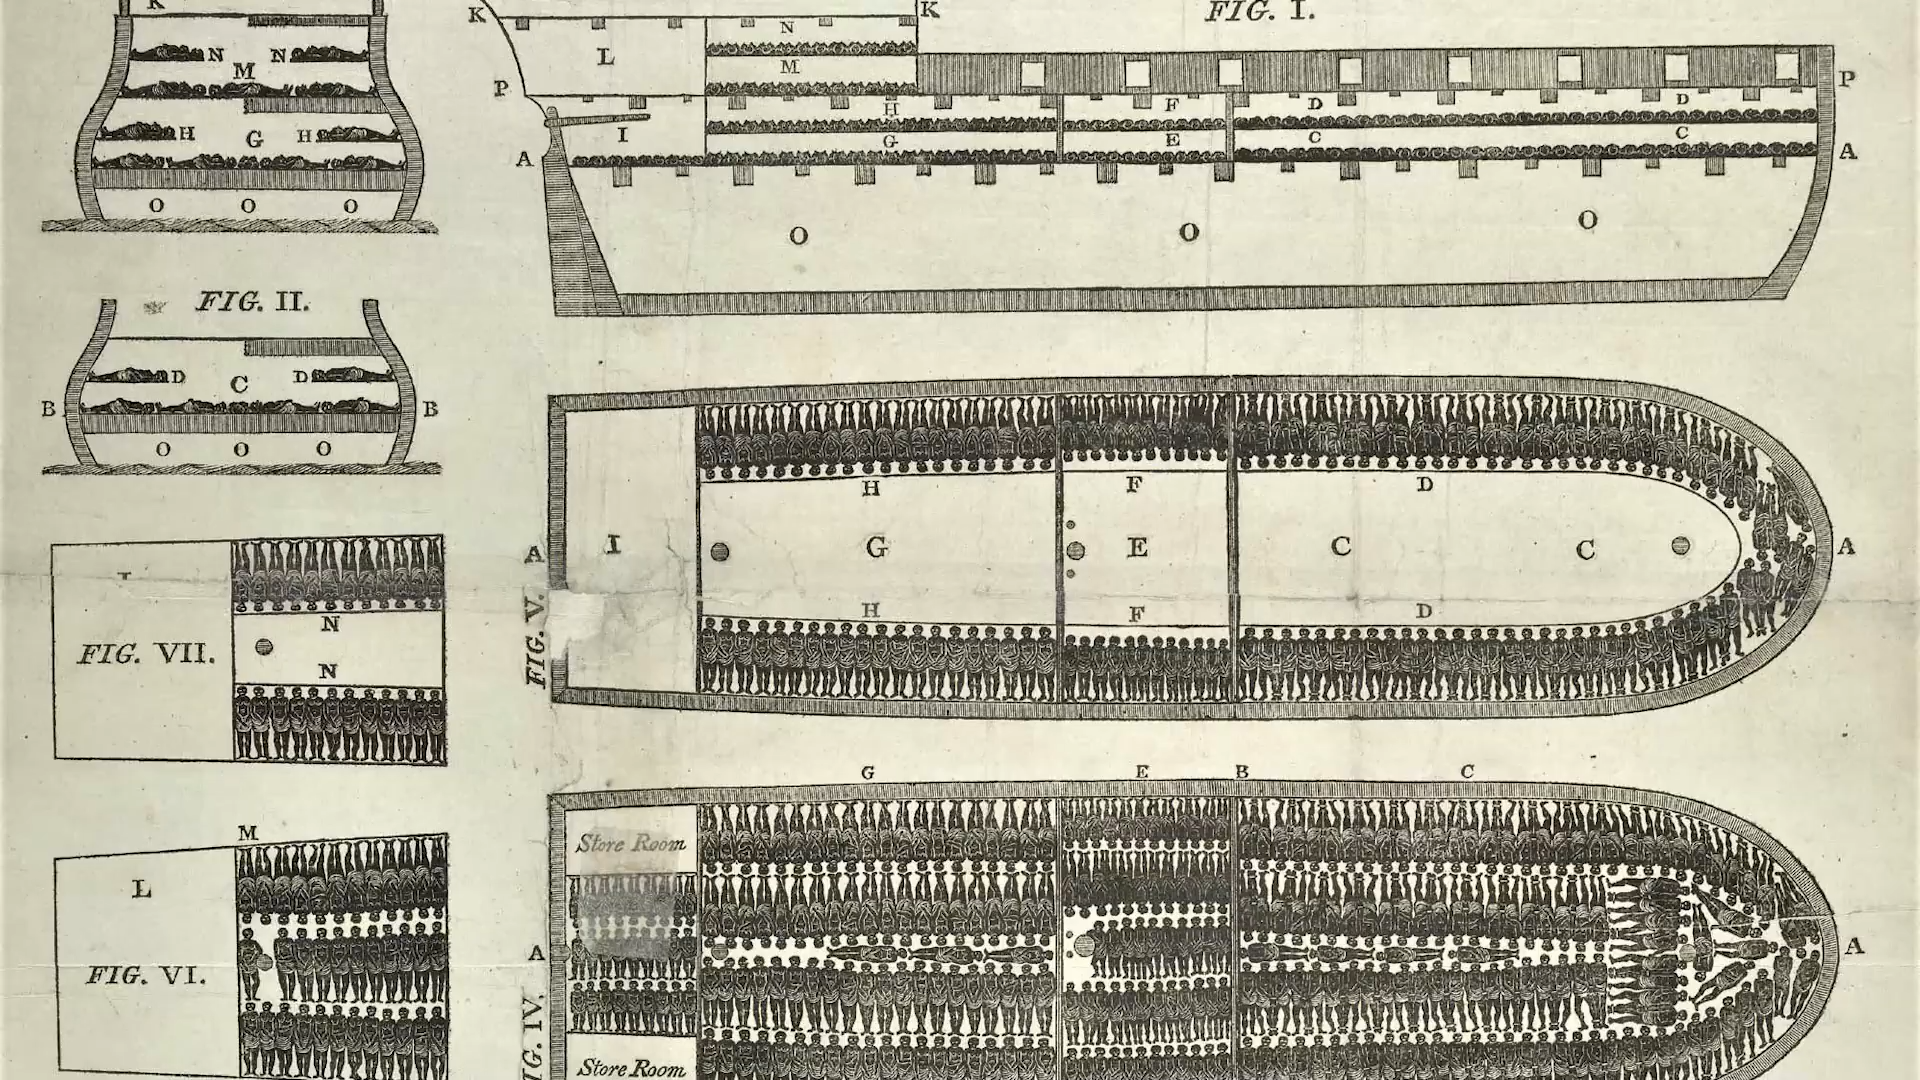 K
K K FIG. I.
N N
M
L
N
M
P P
H F D D
H G H
I G E C C
A A
O O O
O O O
FIG. II.
D C D
B B
O O O
H F D
A I G E C C A
H F D
FIG. V.
N
FIG. VII.
N
G E B C
M
Store Room
L
A A
FIG. VI.
Store Room